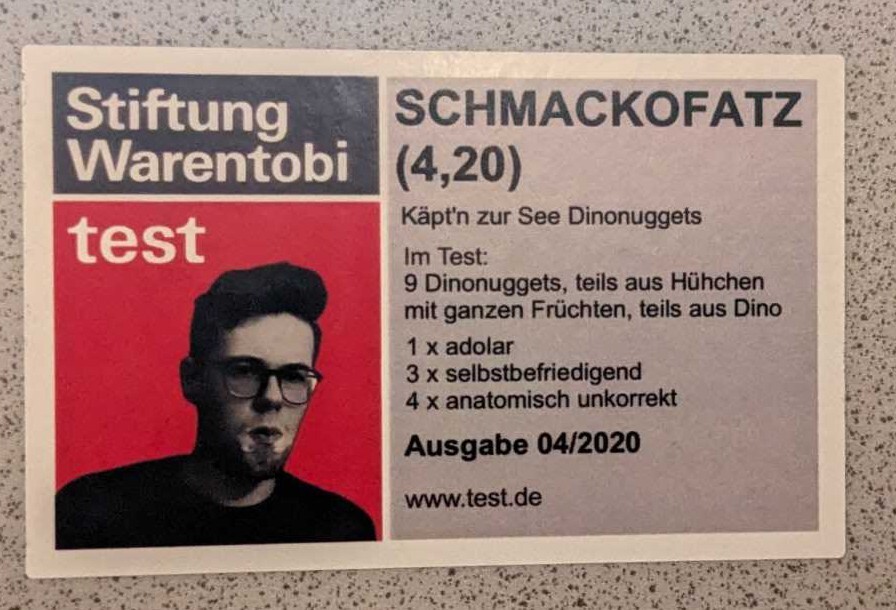 Stiftung
Warentobi
test
SCHMACKOFATZ
(4,20)
Käpt'n zur See Dinonuggets
Im Test:
9 Dinonuggets, teils aus Hühchen
mit ganzen Früchten, teils aus Dino
1 x adolar
3 x selbstbefriedigend
4 x anatomisch unkorrekt
Ausgabe 04/2020
www.test.de